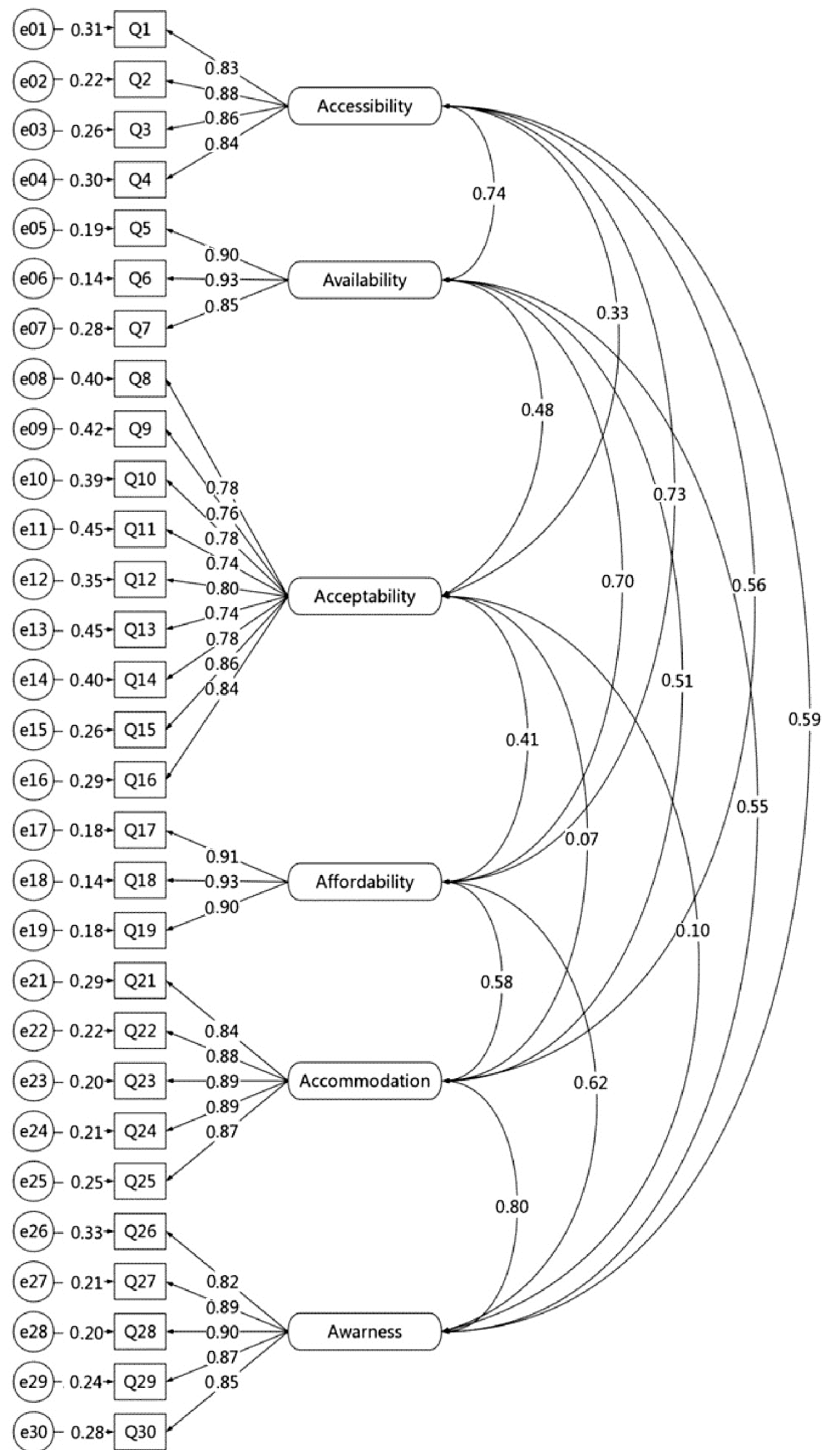 e01 0.31 Q1
0.83
e02 0.22 Q2
0.88
Accessibility
e03 0.26 Q3
0.86
0.84
e04 0.30 Q4
0.74
e05 0.19 Q5
0.90
e06 0.14 Q6
0.93
Availability
0.85
e07 0.28 Q7
0.33
e08 0.40 Q8
0.48
e09 0.42 Q9
e10 0.39 Q10
0.78
0.73
0.76
e11 0.45 Q11
0.78
0.74
e12 0.35 Q12
0.80
0.70
0.56
Acceptability
0.74
e13 0.45 Q13
0.78
0.86
e14 0.40 Q14
0.51
0.84
0.59
e15 0.26 Q15
0.41
e16 0.29 Q16
0.55
e17 0.18 Q17
0.07
0.91
e18 0.14 Q18
0.93
Affordability
0.90
e19 0.18 Q19
0.10
e21 0.29 Q21
0.58
0.84
e22 0.22 Q22
0.88
e23 0.20 Q23
0.89
Accommodation
0.62
0.89
e24 0.21 Q24
0.87
e25 0.25 Q25
0.80
e26 0.33 Q26
0.82
e27 0.21 Q27
0.89
e28 0.20 Q28
0.90
Awarness
0.87
e29 0.24 Q29
0.85
e30 0.28 Q30